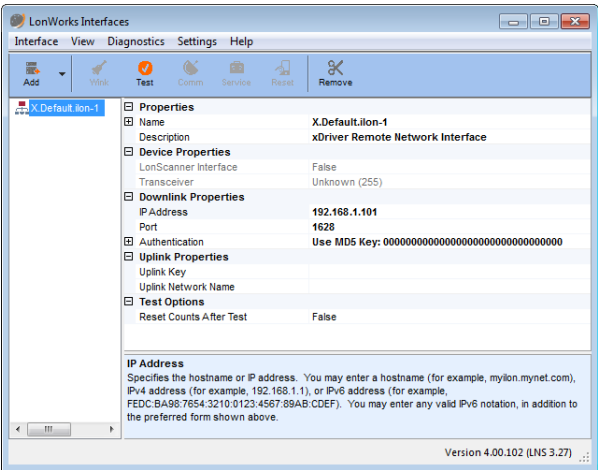 LonWorks Interfaces
Interface View Diagnostics Settings Help
Add Wink Test Comm Service Reset Remove
X.Default.ilon-1
Properties
Name X.Default.ilon-1
Description xDriver Remote Network Interface
Device Properties
LonScanner Interface False
Transceiver Unknown (255)
Downlink Properties
IP Address 192.168.1.101
Port 1628
Authentication Use MD5 Key: 00000000000000000000000000000000
Uplink Properties
Uplink Key
Uplink Network Name
Test Options
Reset Counts After Test False
IP Address
Specifies the hostname or IP address. You may enter a hostname (for example, myilon.mynet.com),
IPv4 address (for example, 192.168.1.1), or IPv6 address (for example,
FEDC:BA98:7654:3210:0123:4567:89AB:CDEF). You may enter any valid IPv6 notation, in addition to
the preferred form shown above.
Version 4.00.102 (LNS 3.27)